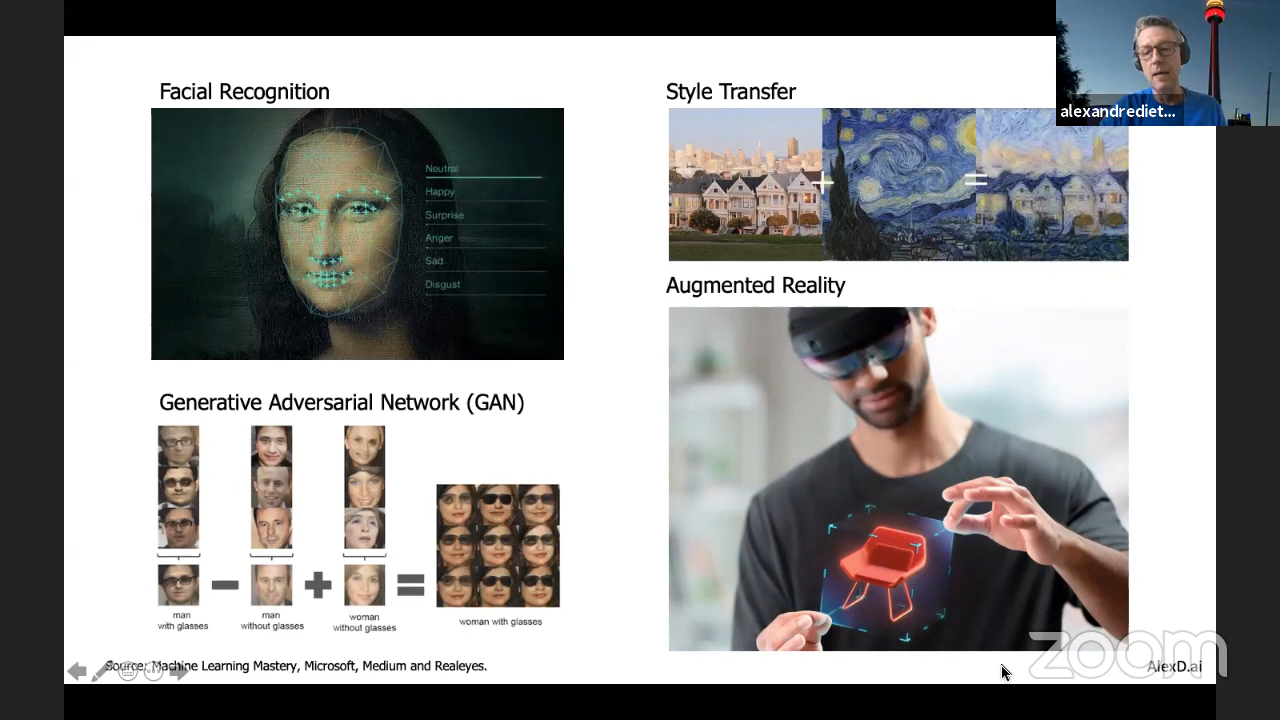 Facial Recognition
Neutral
Happy
Surprise
Anger
Sad
Disgust
Style Transfer
alexandrediet...
Augmented Reality
Generative Adversarial Network (GAN)
man
with glasses
man
without glasses
woman
without glasses
woman with glasses
Source: Machine Learning Mastery, Microsoft, Medium and Realeyes.
zoom
AlexD.ai